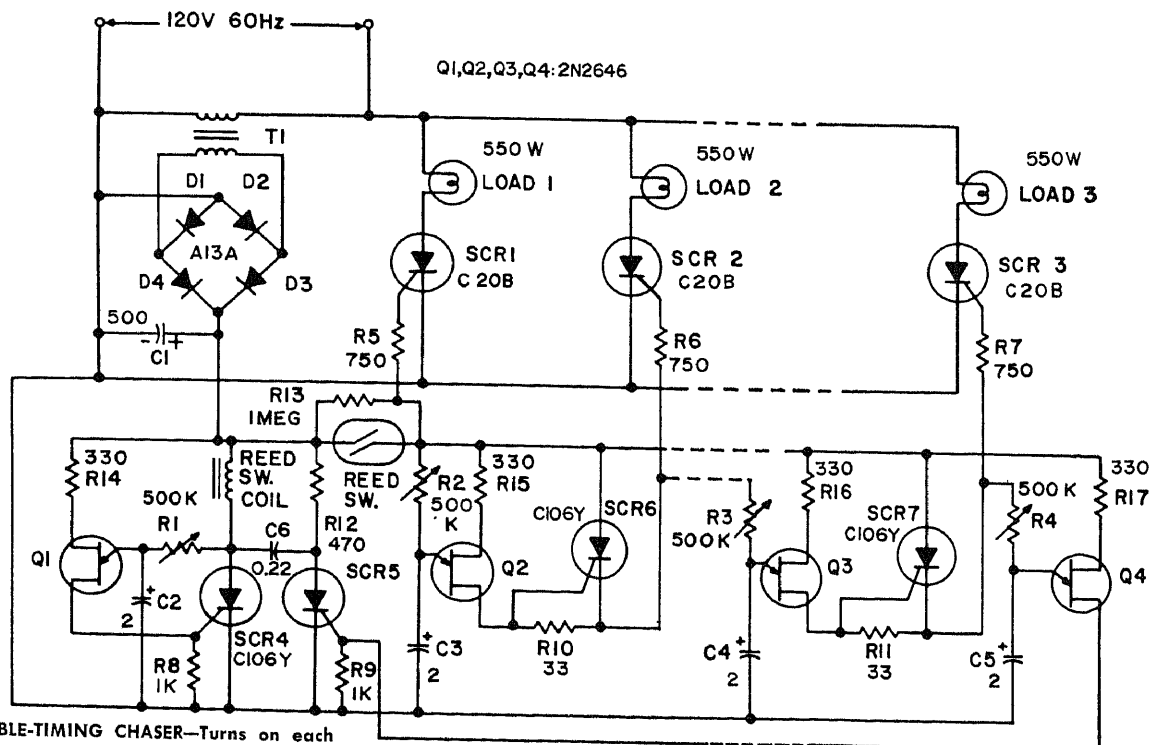 120V 60Hz
Q1,Q2,Q3,Q4:2N2646
T1
D1 D2
A13A
D4 D3
500
- +
C1
550 W
LOAD 1
SCR1
C20B
R5
750
550W
LOAD 2
SCR 2
C20B
R6
750
550W
LOAD 3
SCR 3
C20B
R7
750
R13
1MEG
REED
SW.
330
R14
REED
SW.
COIL
500K
R1
Q1
+
C2
2
C6
0.22
R12
470
SCR4
C106Y
SCR5
R8
1K
R9
1K
R2
500
K
330
R15
Q2
+
C3
2
C106Y
SCR6
R10
33
R3
500K
330
R16
Q3
C4 +
2
SCR7
C106Y
R11
33
500K
R4
C5 +
2
330
R17
Q4
BLE-TIMING CHASER—Turns on each